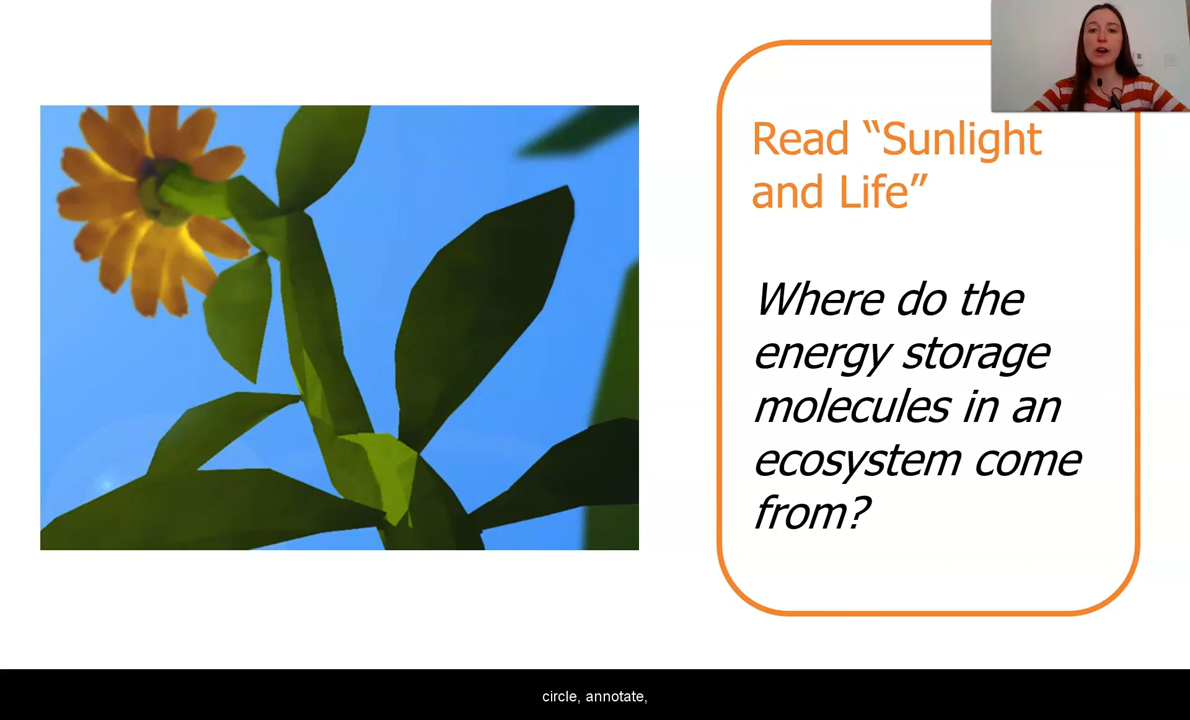 Read “Sunlight
and Life”
Where do the
energy storage
molecules in an
ecosystem come
from?
circle, annotate,